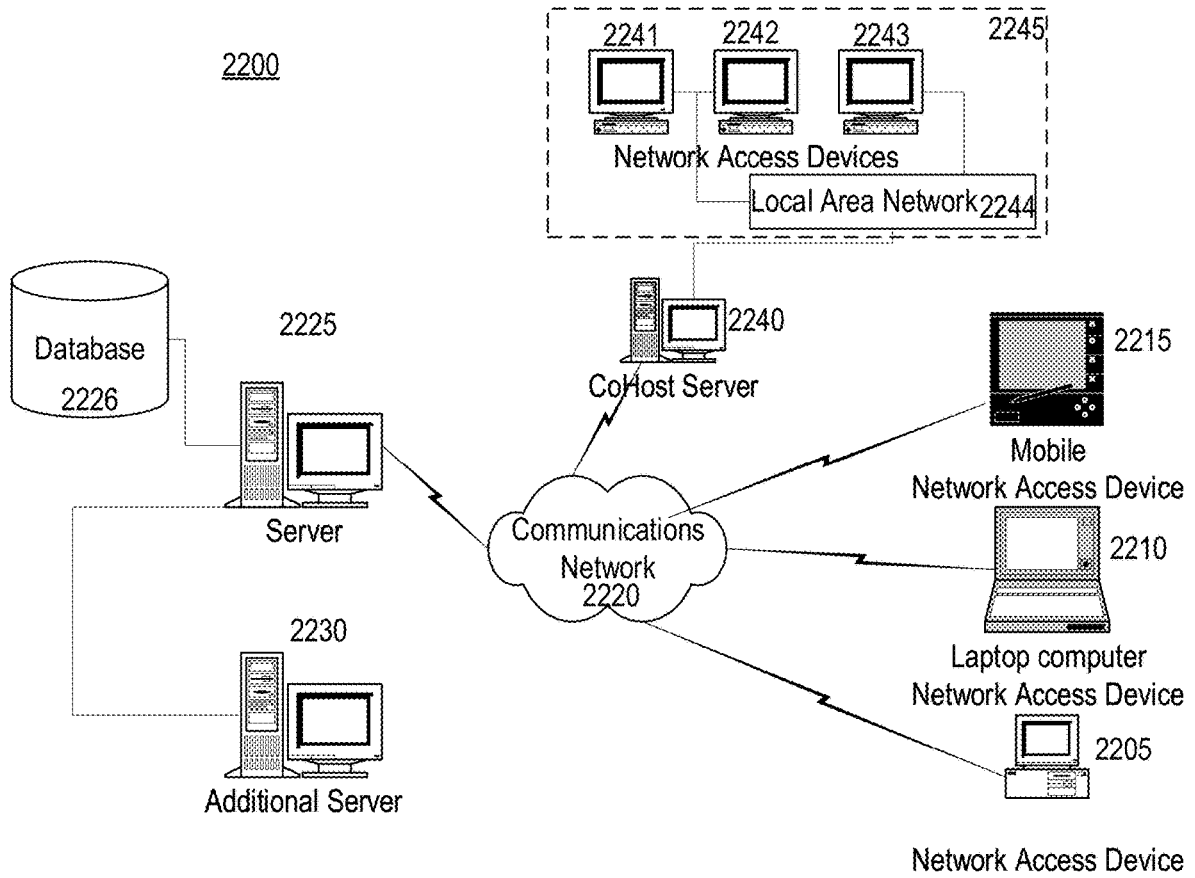 2200
2241
2242
2243
2245
Network Access Devices
Local Area Network 2244
Database
2226
2225
Server
2240
CoHost Server
2215
Mobile
Network Access Device
Communications
Network
2220
2210
Laptop computer
Network Access Device
2230
Additional Server
2205
Network Access Device